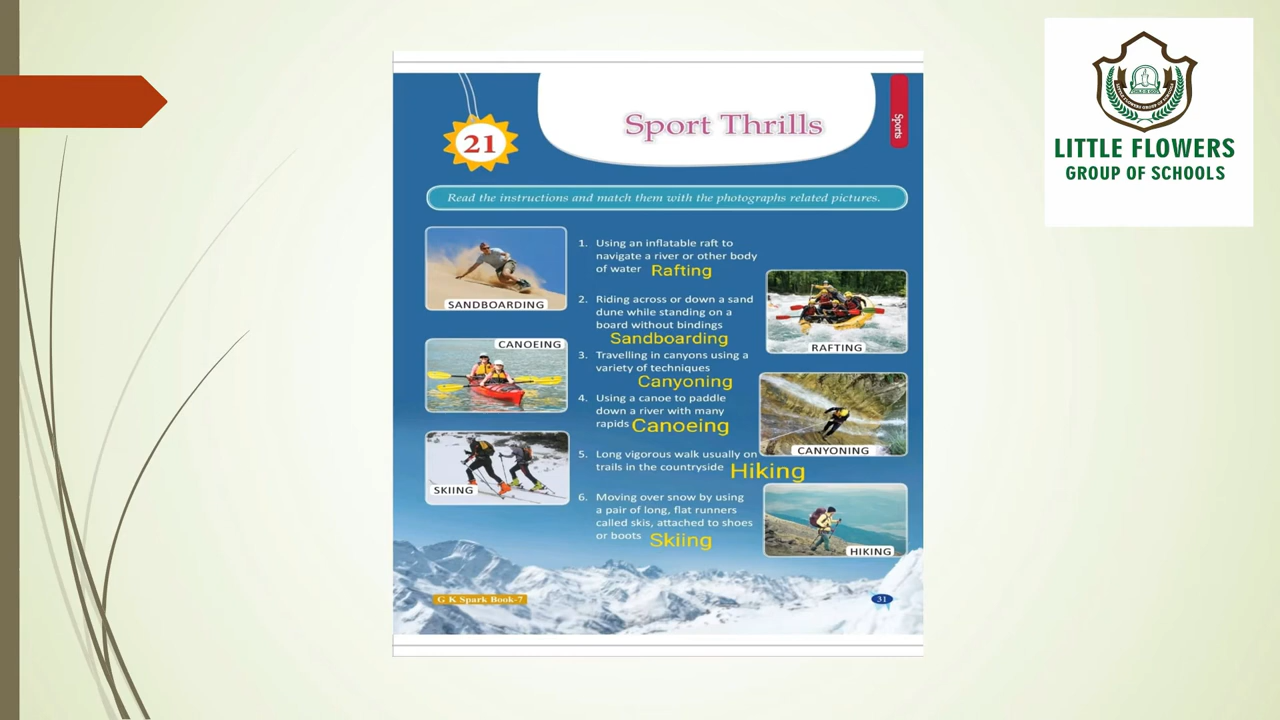 LITTLE FLOWERS
GROUP OF SCHOOLS
Sports
21
Sport Thrills
Read the instructions and match them with the photographs related pictures.
SANDBOARDING
CANOEING
SKIING
1. Using an inflatable raft to
navigate a river or other body
of water Rafting
2. Riding across or down a sand
dune while standing on a
board without bindings
Sandboarding
3. Travelling in canyons using a
variety of techniques
Canyoning
4. Using a canoe to paddle
down a river with many
rapids Canoeing
5. Long vigorous walk usually on
trails in the countryside Hiking
6. Moving over snow by using
a pair of long, flat runners
called skis, attached to shoes
or boots Skiing
RAFTING
CANYONING
HIKING
G K Spark Book-7
31